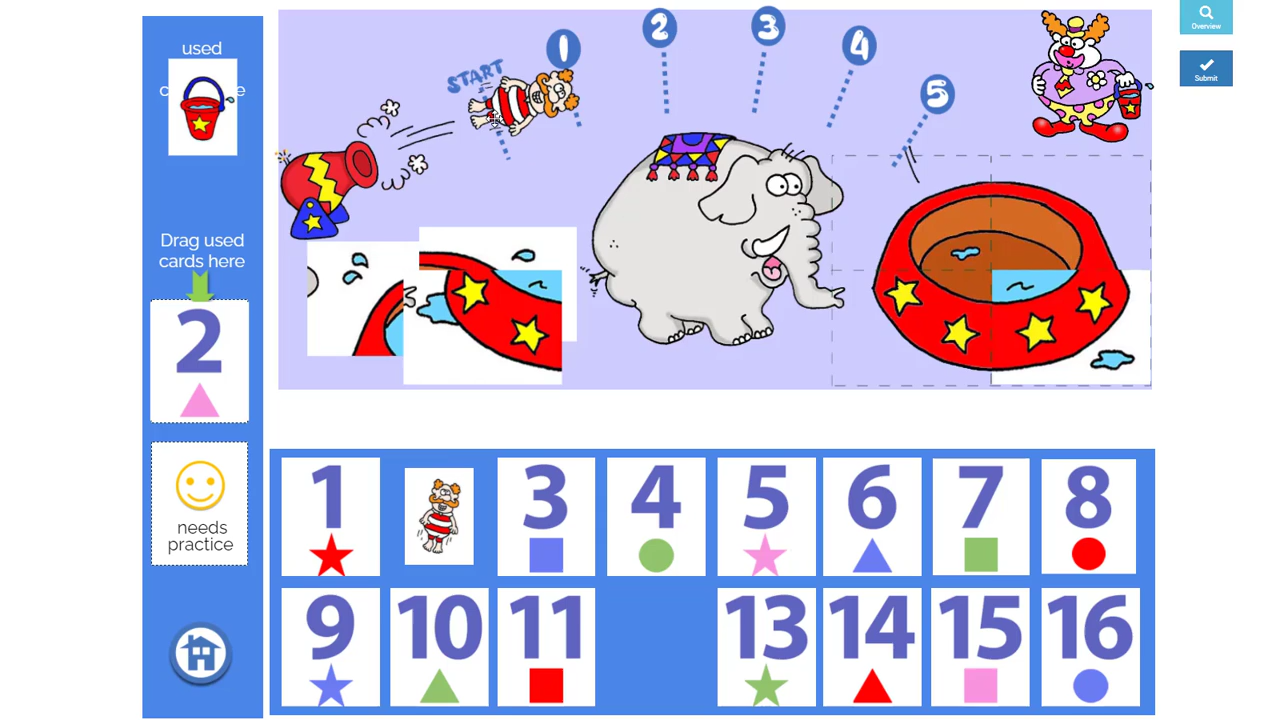 used
Drag used
cards here
2
needs
practice
START
1
2
3
4
5
Overview
Submit
1
3
4
5
6
7
8
9
10
11
13
14
15
16